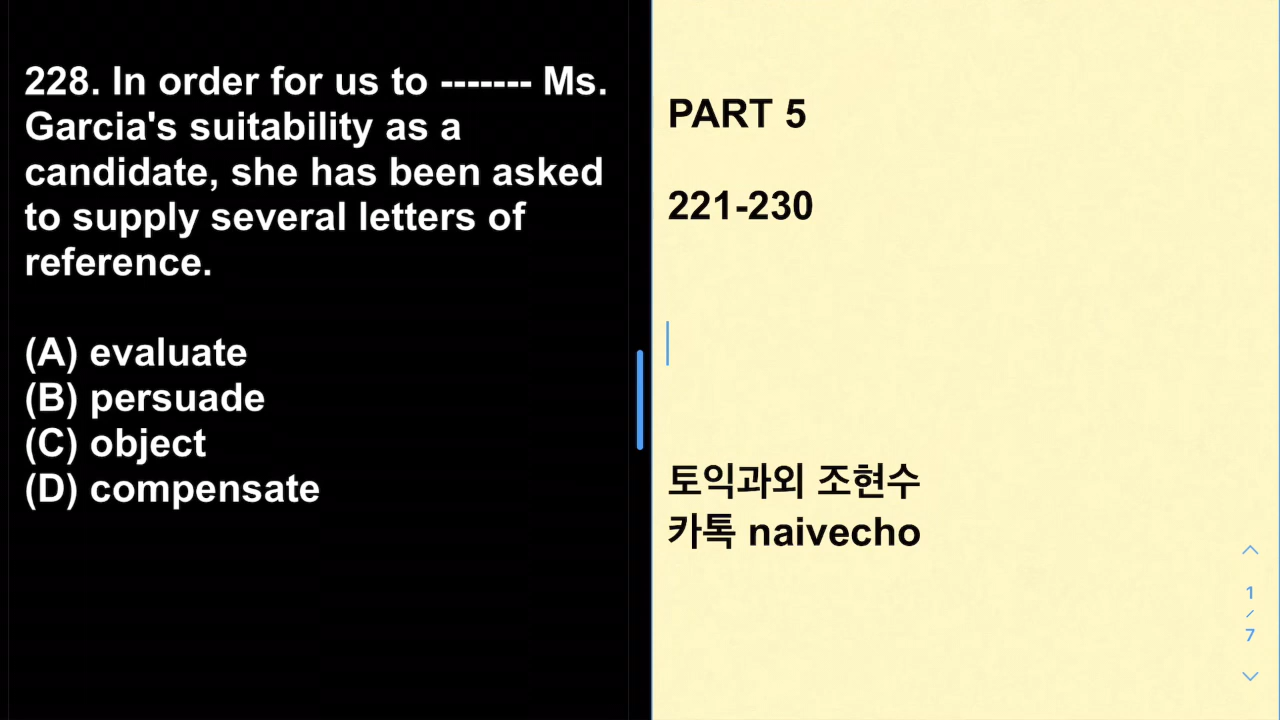 228. In order for us to ------- Ms.
Garcia's suitability as a
candidate, she has been asked
to supply several letters of
reference.
(A) evaluate
(B) persuade
(C) object
(D) compensate
PART 5
221-230
토익과외 조현수
카톡 naivecho
1
/
7